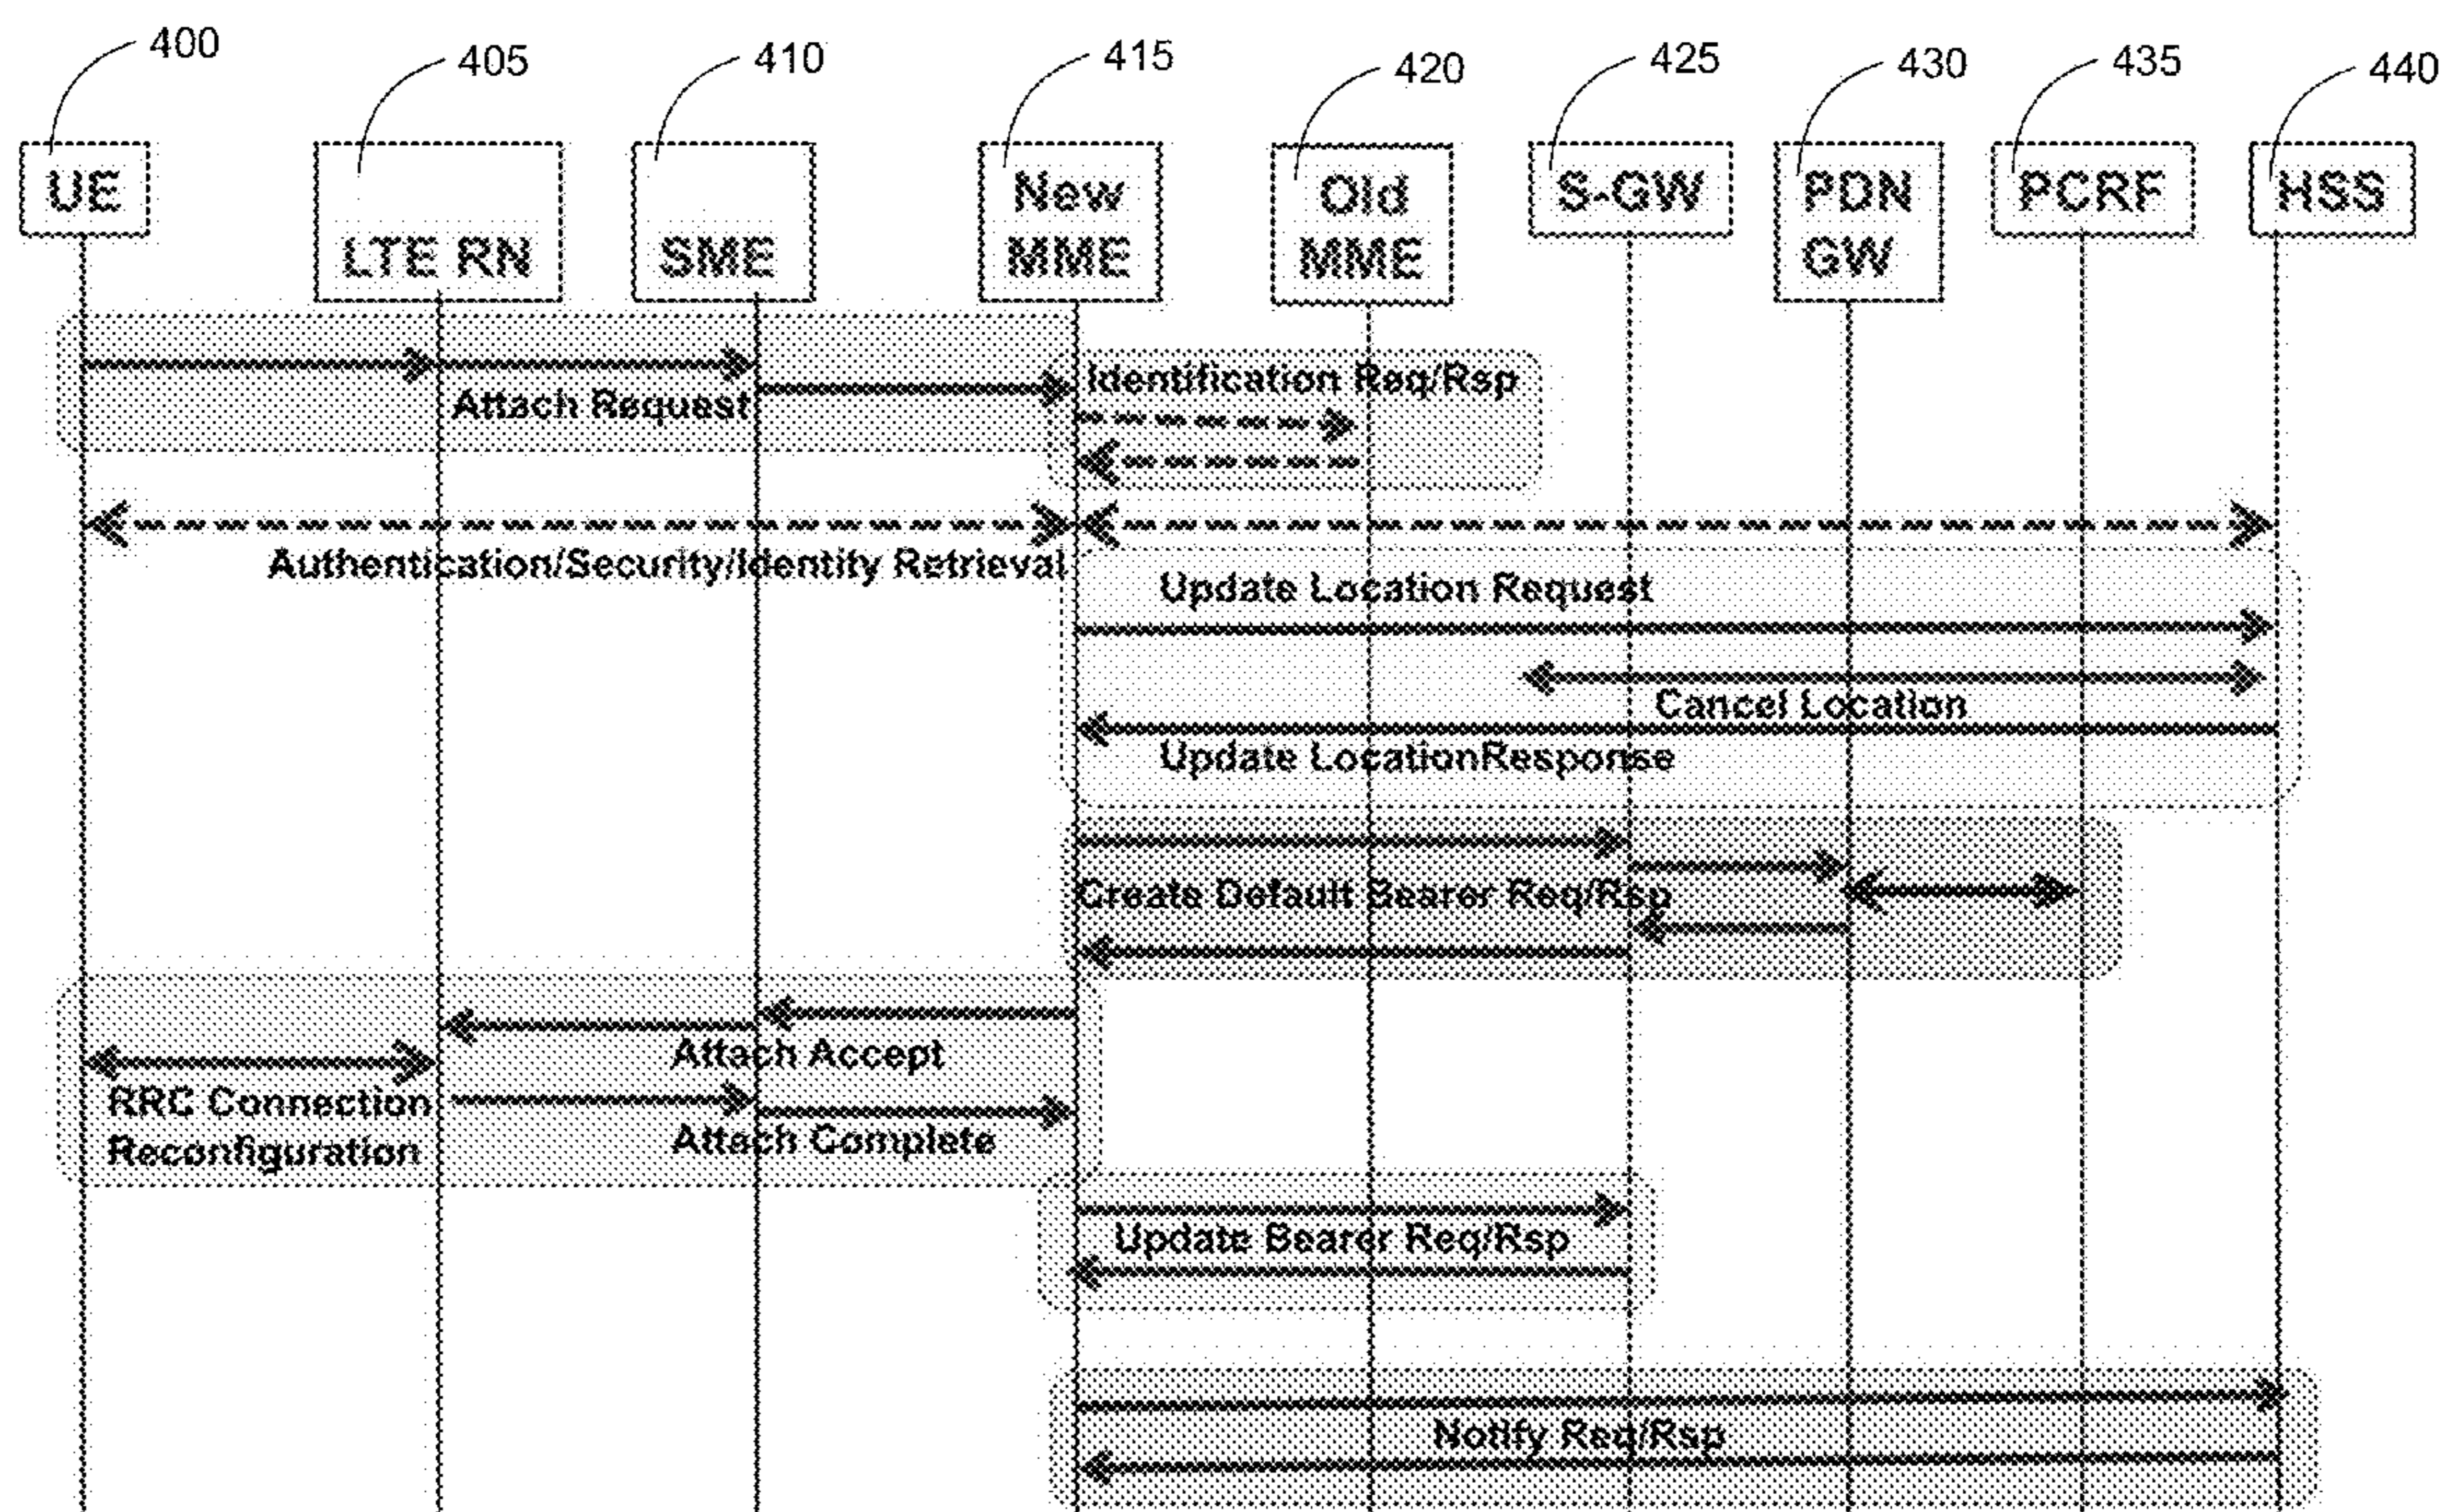 400
405
410
415
420
425
430
435
440
UE
LTE RN
SME
New
MME
Old
MME
S-GW
PDN
GW
PCRF
HSS
Identification Req/Rsp
Attach Request
Authentication/Security/Identity Retrieval
Update Location Request
Cancel Location
Update LocationResponse
Create Default Bearer Req/Rsp
Attach Accept
RRC Connection
Reconfiguration
Attach Complete
Update Bearer Req/Rsp
Notify Req/Rsp